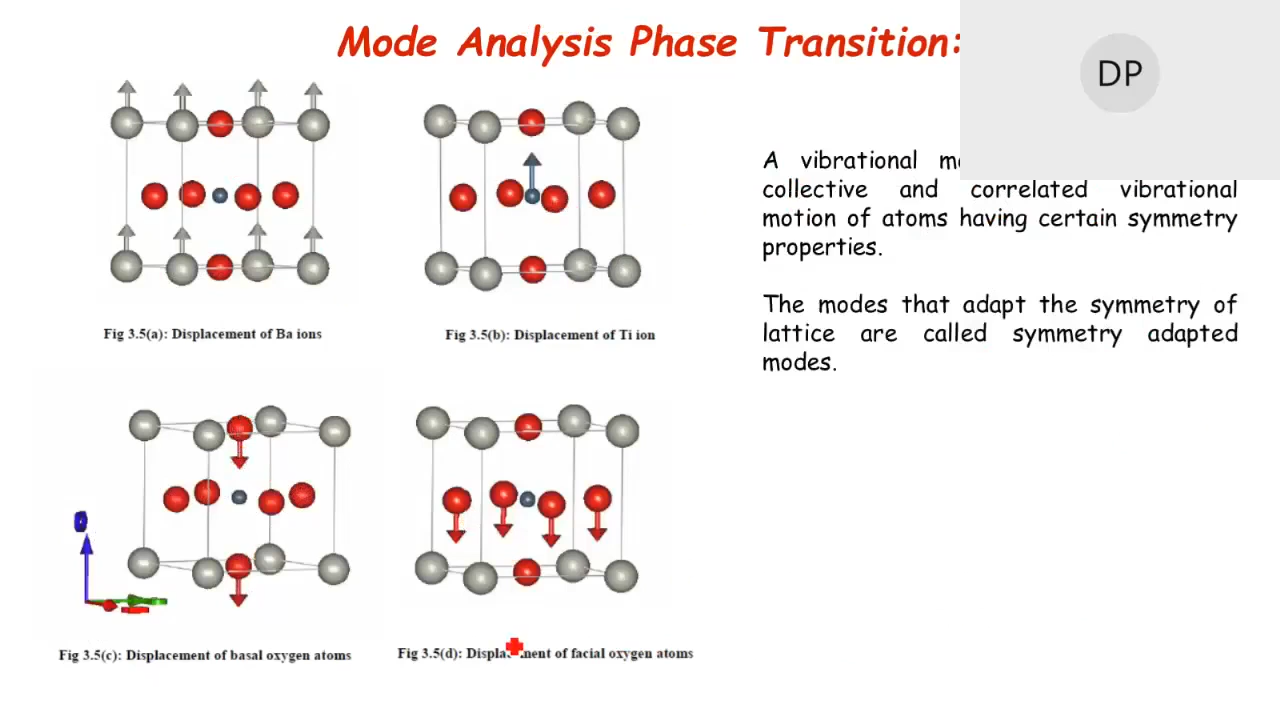 Mode Analysis Phase Transition:
DP
A vibrational
collective and correlated vibrational
motion of atoms having certain symmetry
properties.
The modes that adapt the symmetry of
lattice are called symmetry adapted
modes.
Fig 3.5(a): Displacement of Ba ions
Fig 3.5(b): Displacement of Ti ion
Fig 3.5(c): Displacement of basal oxygen atoms
Fig 3.5(d): Displacement of facial oxygen atoms